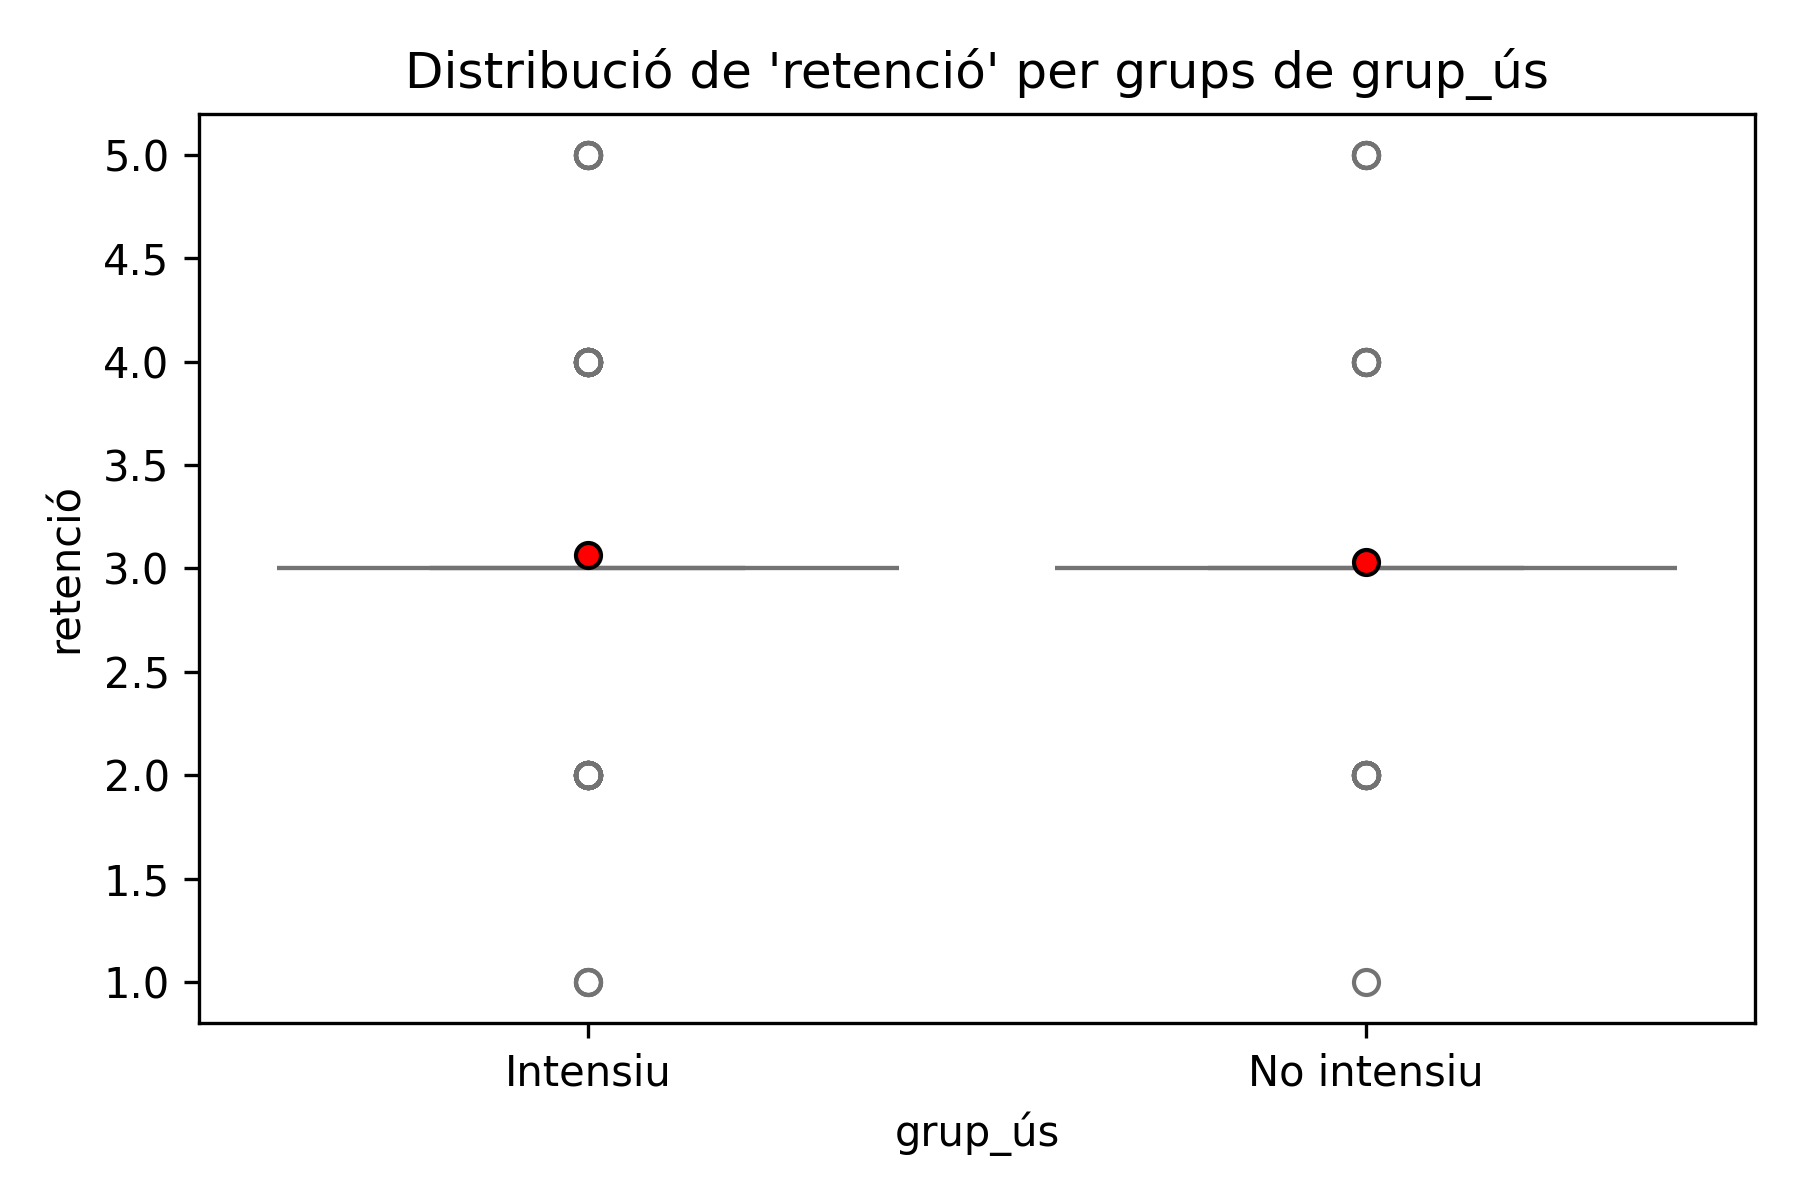 Distribució de 'retenció' per grups de grup_ús
5.0
4.5
4.0
3.5
3.0
2.5
2.0
1.5
1.0
retenció
Intensiu
No intensiu
grup_ús